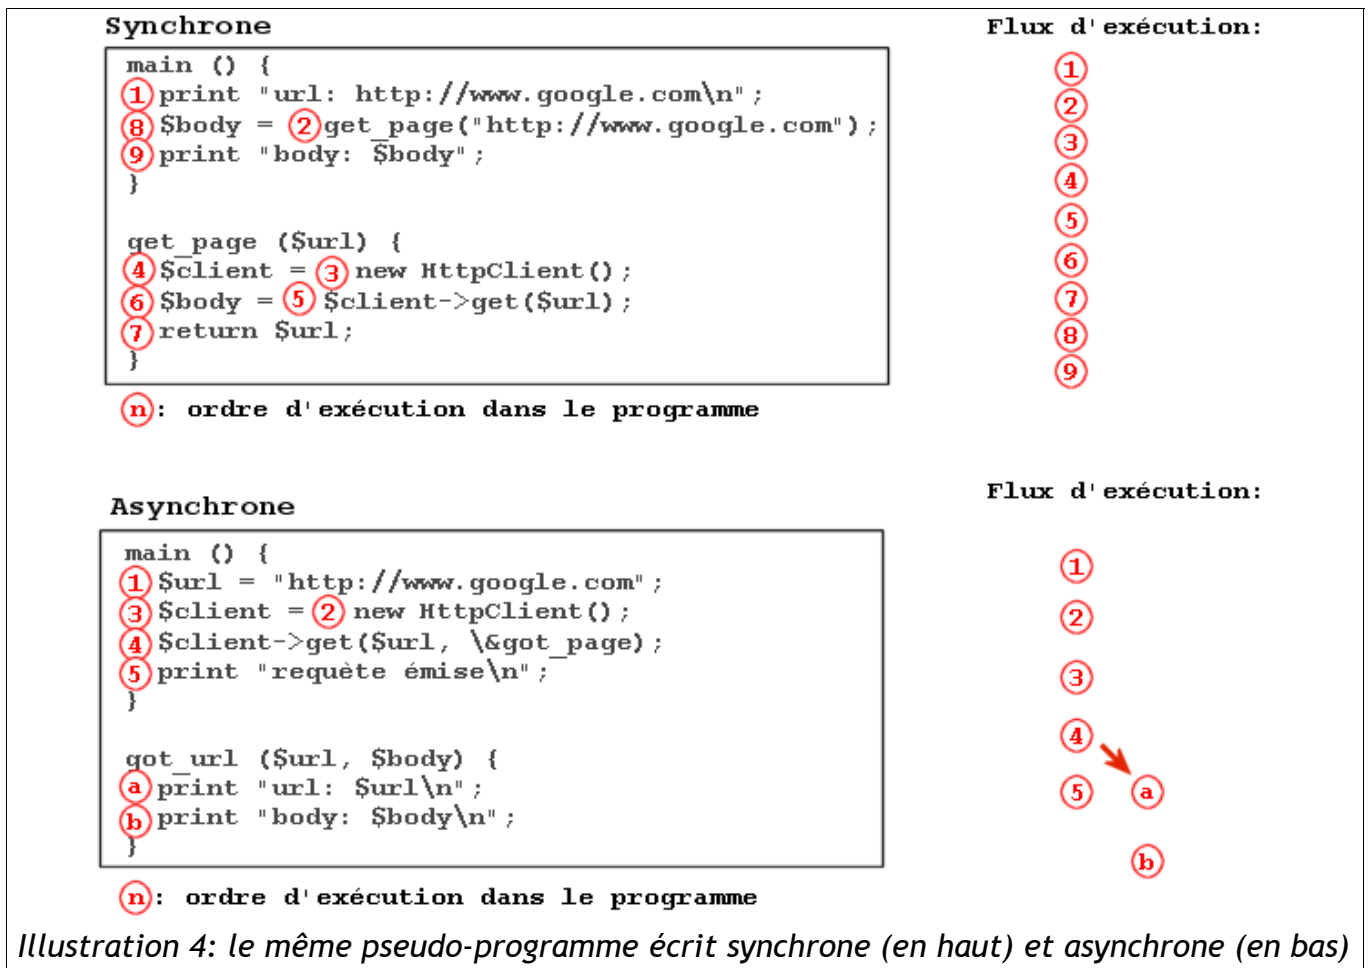 Synchrone
Flux d'exécution:
main () {
1 print "url: http://www.google.com\n";
8 $body = 2 get_page("http://www.google.com");
9 print "body: $body";
}
get_page ($url) {
4 $client = 3 new HttpClient();
6 $body = 5 $client->get($url);
7 return $url;
}
n: ordre d'exécution dans le programme
1
2
3
4
5
6
7
8
9
Asynchrone
Flux d'exécution:
main () {
1 $url = "http://www.google.com";
3 $client = 2 new HttpClient();
4 $client->get($url, \&got_page);
5 print "requète émise\n";
}
got_url ($url, $body) {
a print "url: $url\n";
b print "body: $body\n";
}
n: ordre d'exécution dans le programme
1
2
3
4
5 a
b
Illustration 4: le même pseudo-programme écrit synchrone (en haut) et asynchrone (en bas)